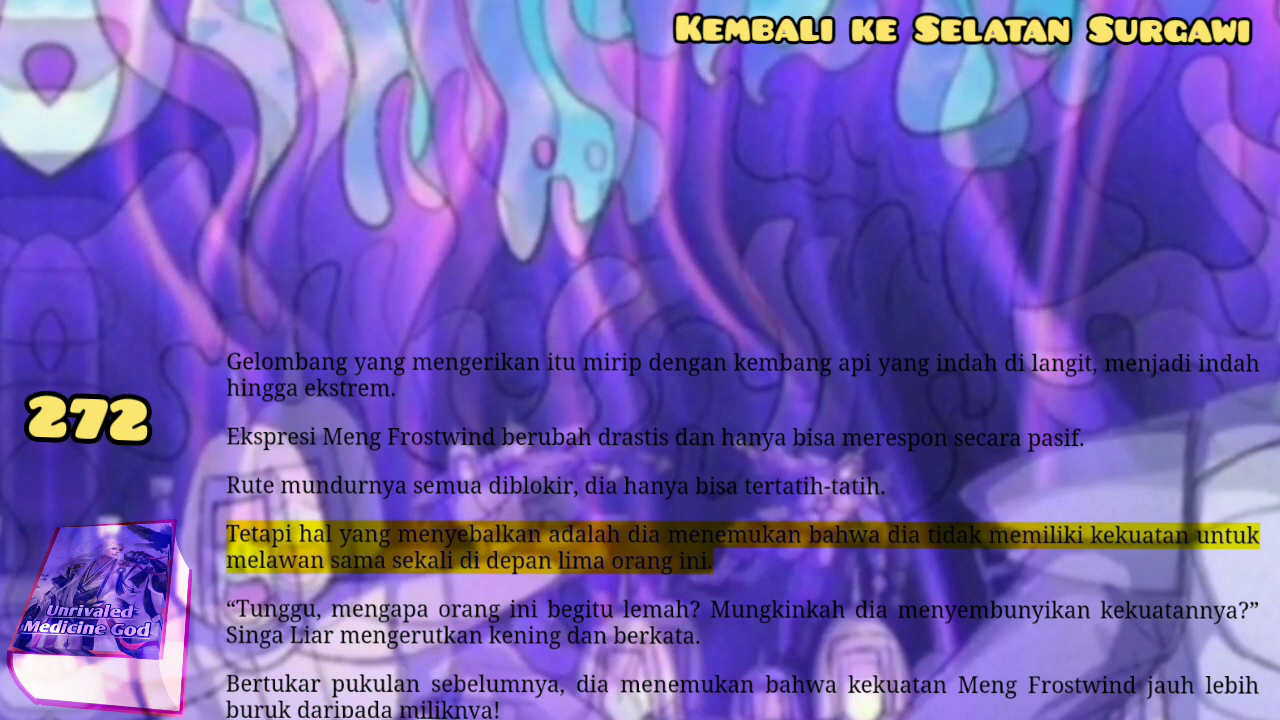 Kembali ke Selatan Surgawi
Gelombang yang mengerikan itu mirip dengan kembang api yang indah di langit, menjadi indah
hingga ekstrem.
272
Ekspresi Meng Frostwind berubah drastis dan hanya bisa merespon secara pasif.
Rute mundurnya semua diblokir, dia hanya bisa tertatih-tatih.
Tetapi hal yang menyebalkan adalah dia menemukan bahwa dia tidak memiliki kekuatan untuk
melawan sama sekali di depan lima orang ini.
“Tunggu, mengapa orang ini begitu lemah? Mungkinkah dia menyembunyikan kekuatannya?”
Singa Liar mengerutkan kening dan berkata.
Unrivaled
Medicine God
Bertukar pukulan sebelumnya, dia menemukan bahwa kekuatan Meng Frostwind jauh lebih
buruk daripada miliknya!